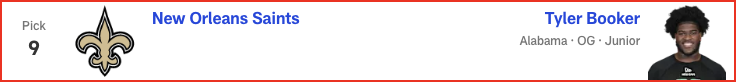 Pick
9
New Orleans Saints
Tyler Booker
Alabama · OG · Junior